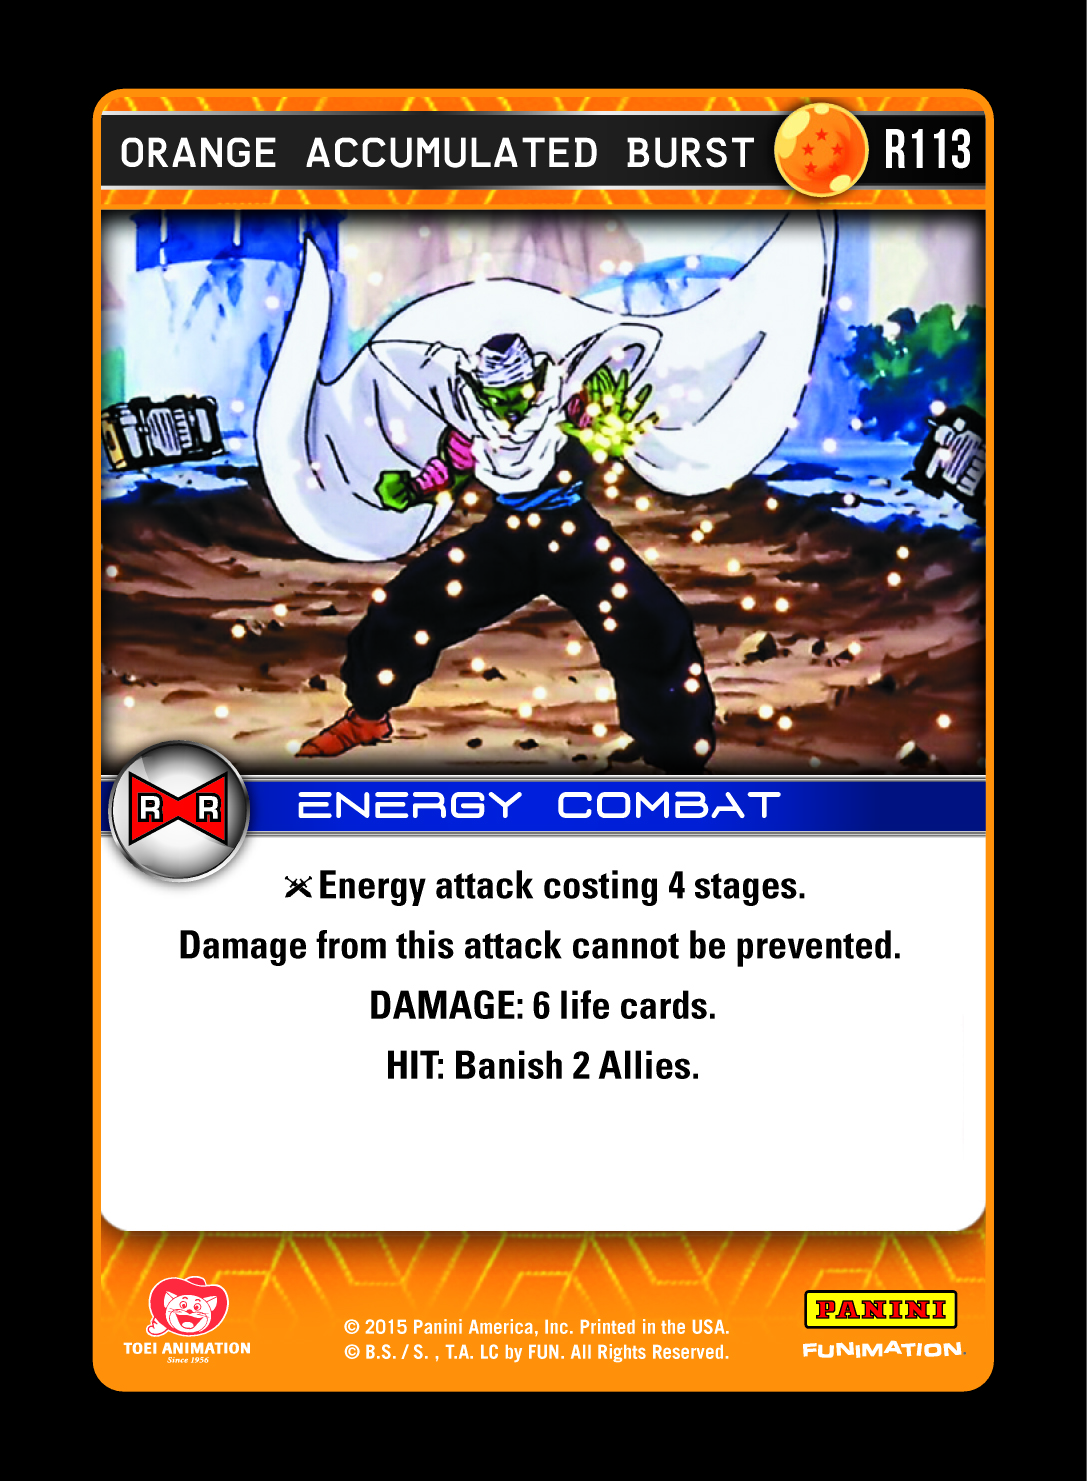 ORANGE ACCUMULATED BURST R113
R R
ENERGY COMBAT
Energy attack costing 4 stages.
Damage from this attack cannot be prevented.
DAMAGE: 6 life cards.
HIT: Banish 2 Allies.
TOEI ANIMATION
Since 1956
© 2015 Panini America, Inc. Printed in the USA.
© B.S. / S. , T.A. LC by FUN. All Rights Reserved.
PANINI
FUNIMATION.